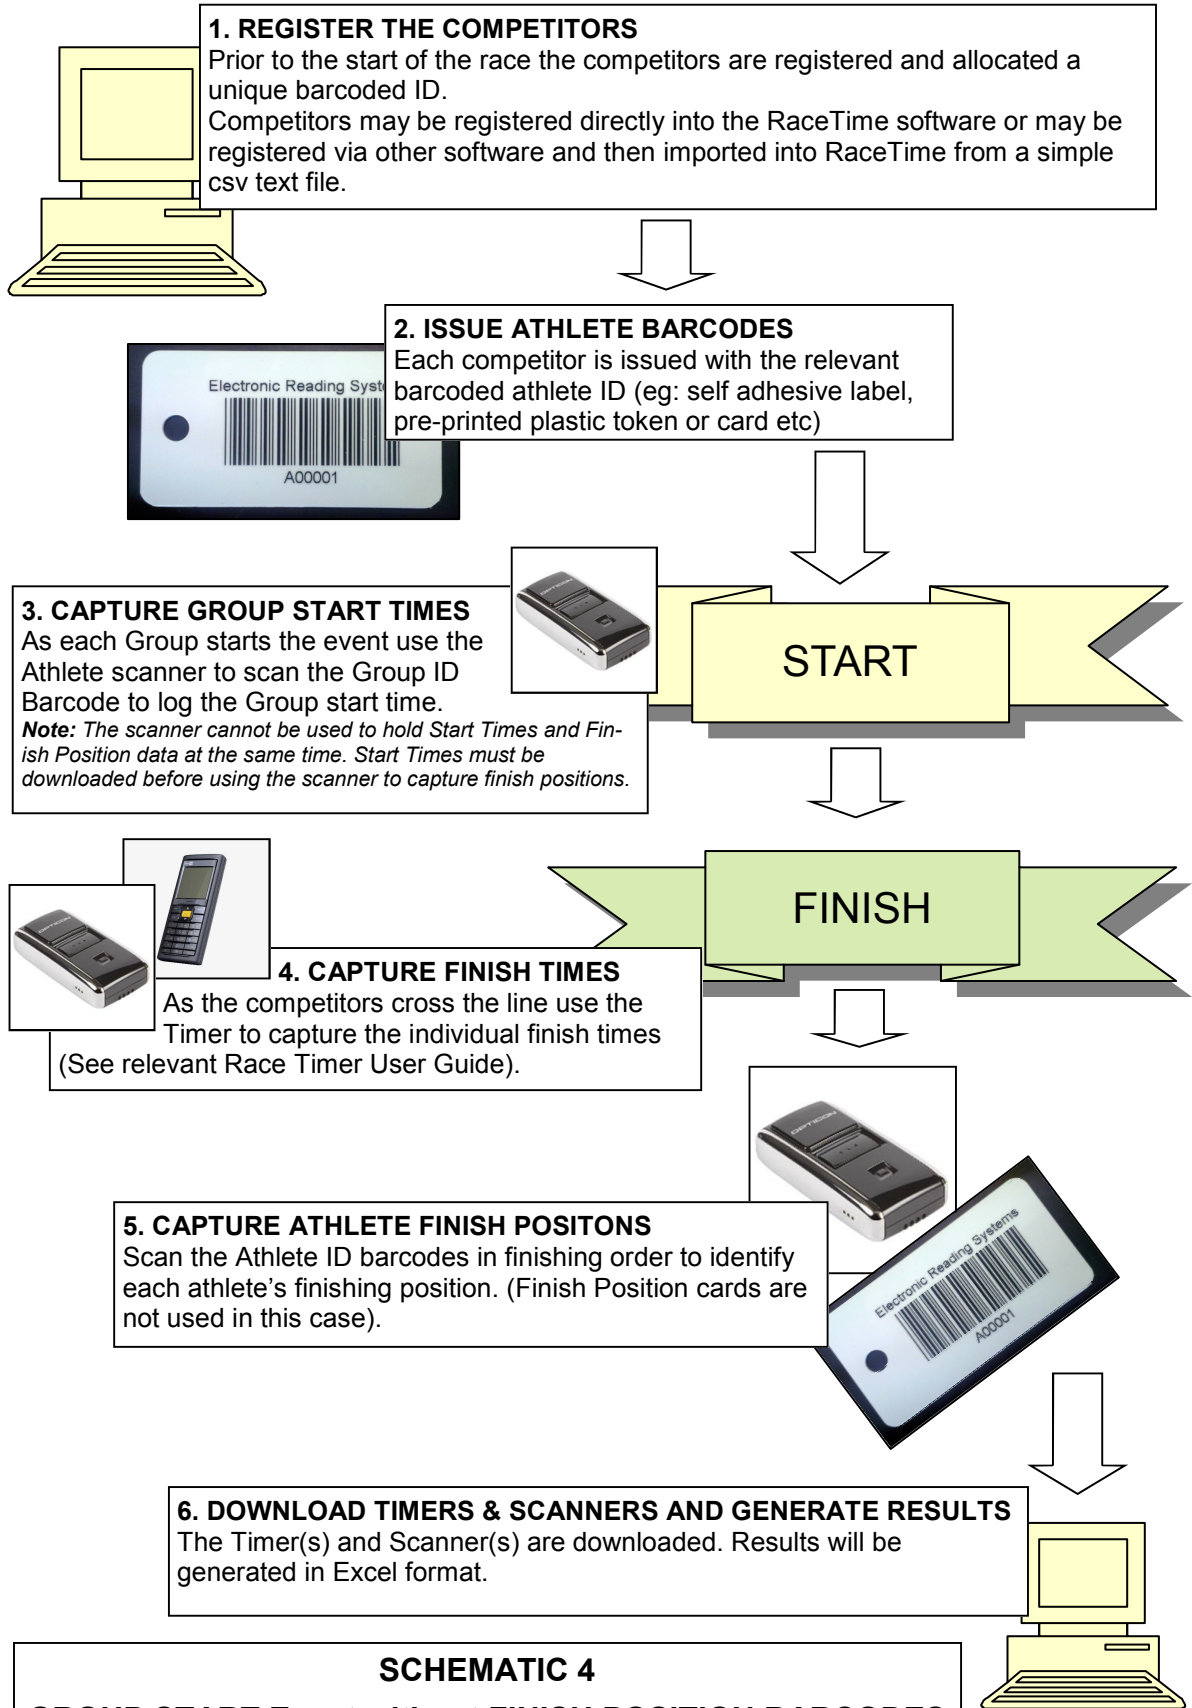 1. REGISTER THE COMPETITORS
Prior to the start of the race the competitors are registered and allocated a
unique barcoded ID.
Competitors may be registered directly into the RaceTime software or may be
registered via other software and then imported into RaceTime from a simple
csv text file.
2. ISSUE ATHLETE BARCODES
Each competitor is issued with the relevant
barcoded athlete ID (eg: self adhesive label,
pre-printed plastic token or card etc)
Electronic Reading Syst
A00001
3. CAPTURE GROUP START TIMES
As each Group starts the event use the
Athlete scanner to scan the Group ID
Barcode to log the Group start time.
Note: The scanner cannot be used to hold Start Times and Fin-
ish Position data at the same time. Start Times must be
downloaded before using the scanner to capture finish positions.
OPTICON
START
FINISH
OPTICON
4. CAPTURE FINISH TIMES
As the competitors cross the line use the
Timer to capture the individual finish times
(See relevant Race Timer User Guide).
OPTICON
5. CAPTURE ATHLETE FINISH POSITONS
Scan the Athlete ID barcodes in finishing order to identify
each athlete's finishing position. (Finish Position cards are
not used in this case).
Electronic Reading Systems
A00001
6. DOWNLOAD TIMERS & SCANNERS AND GENERATE RESULTS
The Timer(s) and Scanner(s) are downloaded. Results will be
generated in Excel format.
SCHEMATIC 4
GROUP START Event without FINISH POSITION BARCODES